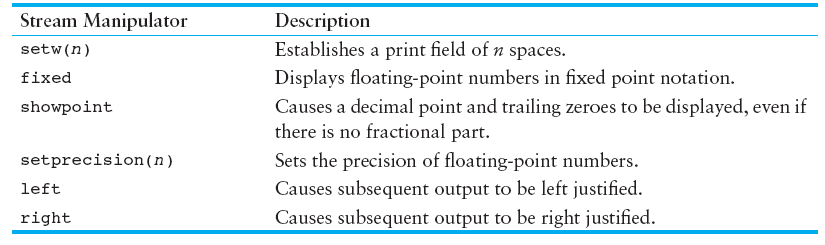 Stream Manipulator Description
setw(n) Establishes a print field of n spaces.
fixed Displays floating-point numbers in fixed point notation.
showpoint Causes a decimal point and trailing zeroes to be displayed, even if
there is no fractional part.
setprecision(n) Sets the precision of floating-point numbers.
left Causes subsequent output to be left justified.
right Causes subsequent output to be right justified.